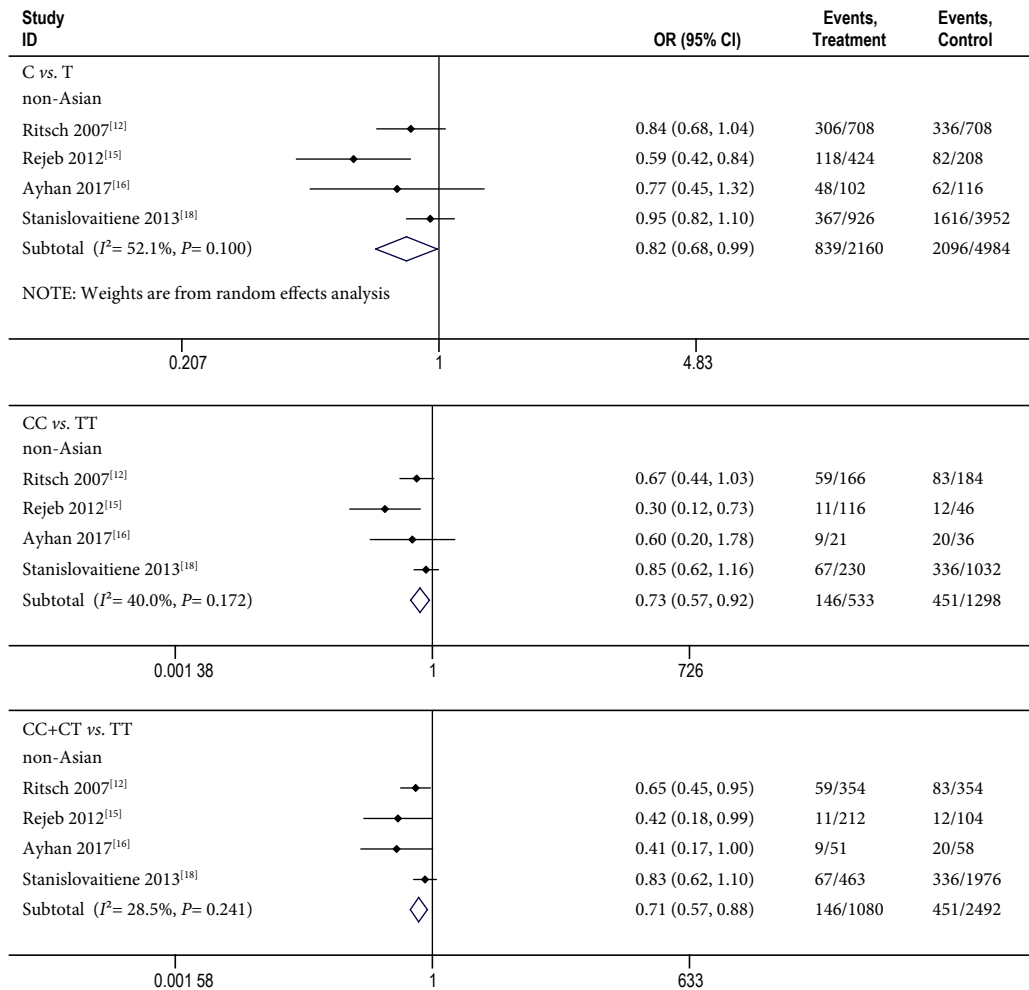 Study ID OR (95% CI) Events, Treatment Events, Control
C vs. T
non-Asian
Ritsch 2007[12] 0.84 (0.68, 1.04) 306/708 336/708
Rejeb 2012[15] 0.59 (0.42, 0.84) 118/424 82/208
Ayhan 2017[16] 0.77 (0.45, 1.32) 48/102 62/116
Stanislovaitiene 2013[18] 0.95 (0.82, 1.10) 367/926 1616/3952
Subtotal (I²= 52.1%, P= 0.100) 0.82 (0.68, 0.99) 839/2160 2096/4984
NOTE: Weights are from random effects analysis
0.207 1 4.83
CC vs. TT
non-Asian
Ritsch 2007[12] 0.67 (0.44, 1.03) 59/166 83/184
Rejeb 2012[15] 0.30 (0.12, 0.73) 11/116 12/46
Ayhan 2017[16] 0.60 (0.20, 1.78) 9/21 20/36
Stanislovaitiene 2013[18] 0.85 (0.62, 1.16) 67/230 336/1032
Subtotal (I²= 40.0%, P= 0.172) 0.73 (0.57, 0.92) 146/533 451/1298
0.001 38 1 726
CC+CT vs. TT
non-Asian
Ritsch 2007[12] 0.65 (0.45, 0.95) 59/354 83/354
Rejeb 2012[15] 0.42 (0.18, 0.99) 11/212 12/104
Ayhan 2017[16] 0.41 (0.17, 1.00) 9/51 20/58
Stanislovaitiene 2013[18] 0.83 (0.62, 1.10) 67/463 336/1976
Subtotal (I²= 28.5%, P= 0.241) 0.71 (0.57, 0.88) 146/1080 451/2492
0.001 58 1 633